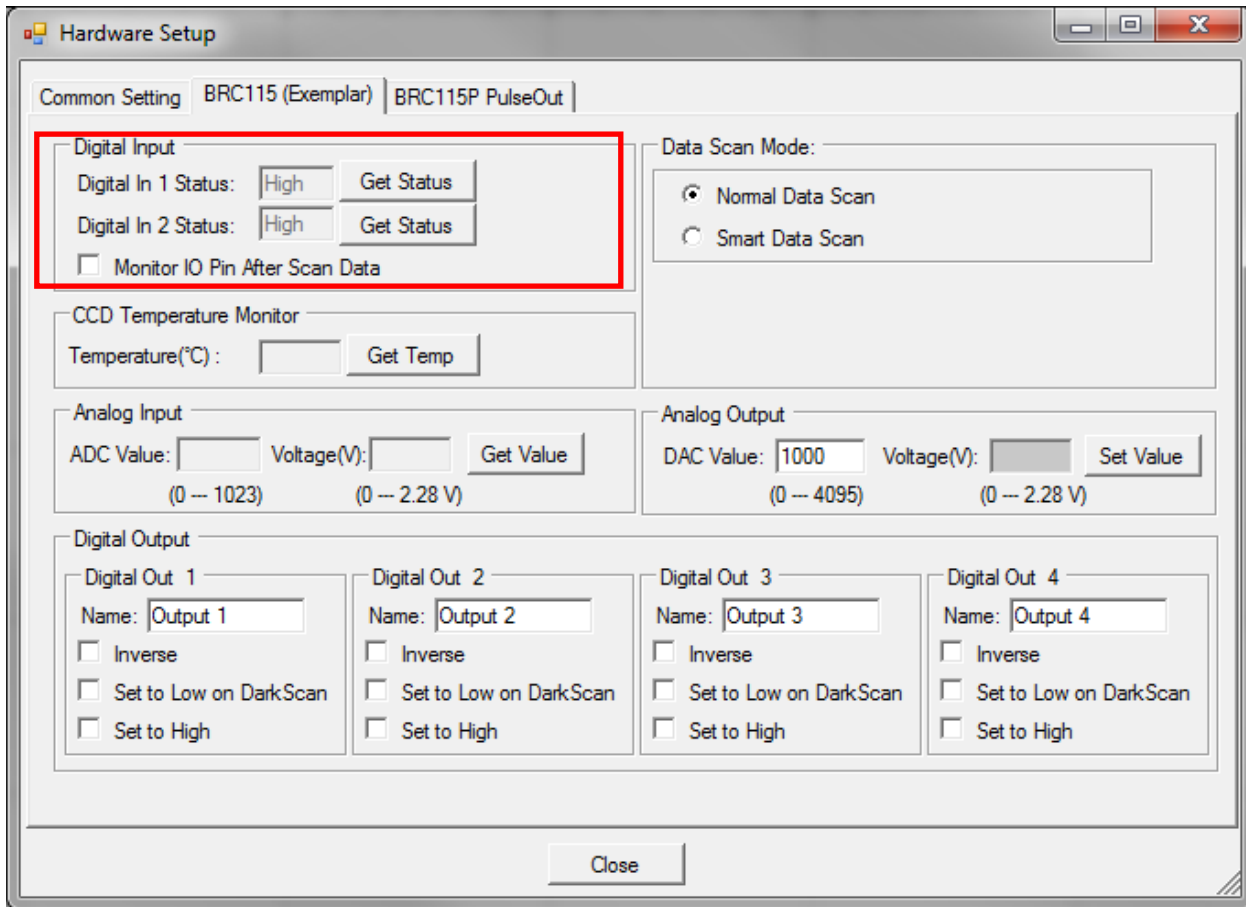 Hardware Setup
Common Setting BRC115 (Exemplar) BRC115P PulseOut
Digital Input
Digital In 1 Status: High Get Status
Digital In 2 Status: High Get Status
Monitor IO Pin After Scan Data
Data Scan Mode:
Normal Data Scan
Smart Data Scan
CCD Temperature Monitor
Temperature(℃) : Get Temp
Analog Input
ADC Value: Voltage(V): Get Value
(0 --- 1023) (0 --- 2.28 V)
Analog Output
DAC Value: 1000 Voltage(V): Set Value
(0 --- 4095) (0 --- 2.28 V)
Digital Output
Digital Out 1
Name: Output 1
Inverse
Set to Low on DarkScan
Set to High
Digital Out 2
Name: Output 2
Inverse
Set to Low on DarkScan
Set to High
Digital Out 3
Name: Output 3
Inverse
Set to Low on DarkScan
Set to High
Digital Out 4
Name: Output 4
Inverse
Set to Low on DarkScan
Set to High
Close